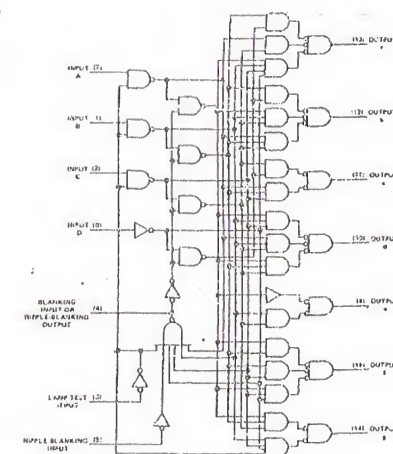 INPUT (7)
A
INPUT (1)
B
INPUT (2)
C
INPUT (6)
D
BLANKING
INPUT OR (4)
RIPPLE-BLANKING
OUTPUT
LAMP TEST (3)
INPUT
RIPPLE-BLANKING (5)
INPUT
(13) OUTPUT
(12) OUTPUT
b
(11) OUTPUT
c
(10) OUTPUT
d
(9) OUTPUT
e
(15) OUTPUT
f
(14) OUTPUT
g